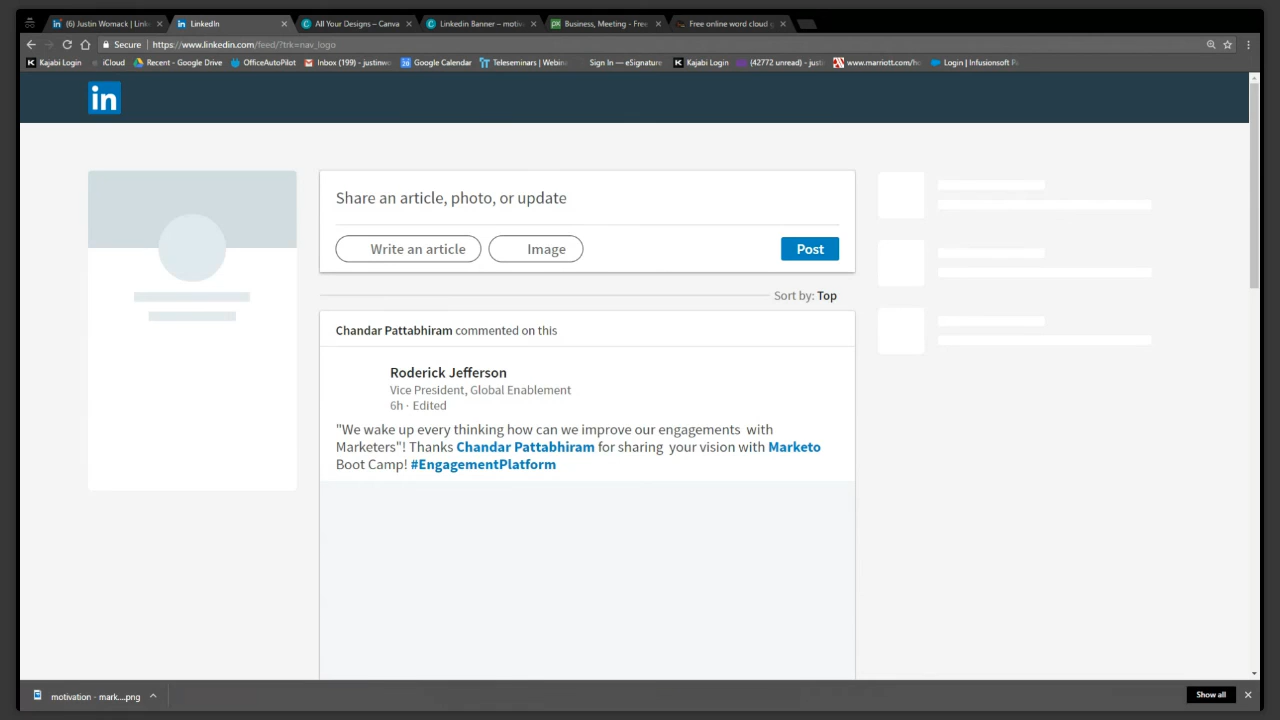 (6) Justin Womack | Link
LinkedIn
All Your Designs – Canva
Linkedin Banner – motiv
Business, Meeting - Free
Free online word cloud g
Secure https://www.linkedin.com/feed/?trk=nav_logo
Kajabi Login
iCloud
Recent - Google Drive
OfficeAutoPilot
Inbox (199) - justinwo
Google Calendar
Teleseminars | Webina
Sign In — eSignature
Kajabi Login
(42772 unread) - justi
www.marriott.com/ho
Login | Infusionsoft P
in
Share an article, photo, or update
Write an article
Image
Post
Sort by: Top
Chandar Pattabhiram commented on this
Roderick Jefferson
Vice President, Global Enablement
6h · Edited
"We wake up every thinking how can we improve our engagements with
Marketers"! Thanks Chandar Pattabhiram for sharing your vision with Marketo
Boot Camp! #EngagementPlatform
motivation - mark....png
Show all